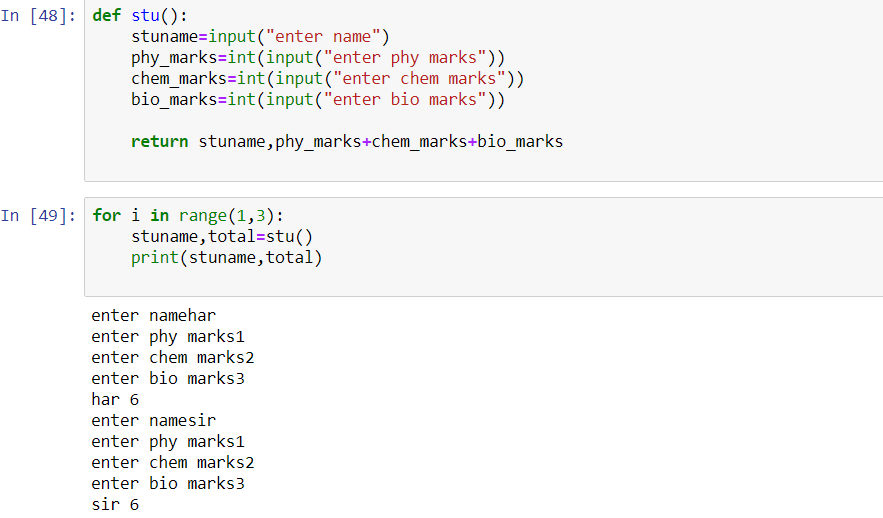 In [48]: def stu():
    stuname=input("enter name")
    phy_marks=int(input("enter phy marks"))
    chem_marks=int(input("enter chem marks"))
    bio_marks=int(input("enter bio marks"))
    return stuname,phy_marks+chem_marks+bio_marks
In [49]: for i in range(1,3):
    stuname,total=stu()
    print(stuname,total)
enter namehar
enter phy marks1
enter chem marks2
enter bio marks3
har 6
enter namesir
enter phy marks1
enter chem marks2
enter bio marks3
sir 6